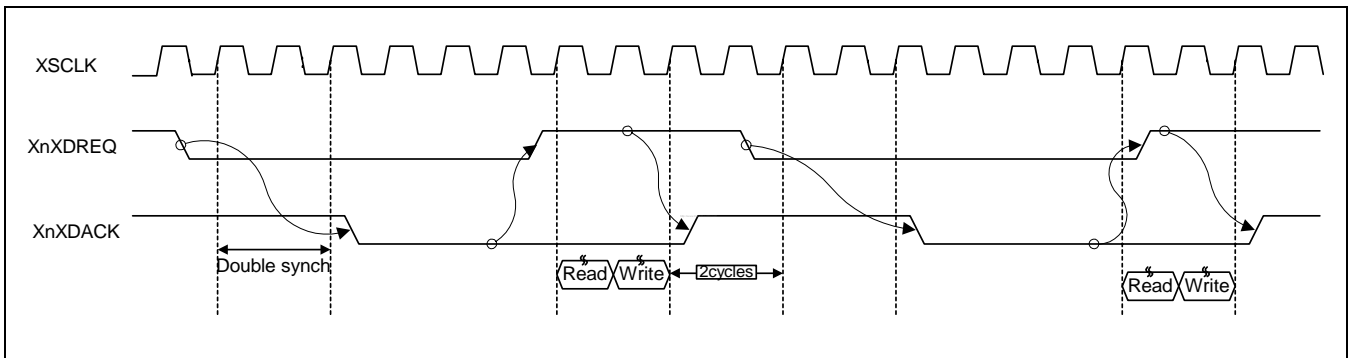 XSCLK
XnXDREQ
XnXDACK
Double synch
Read Write 2cycles Read Write